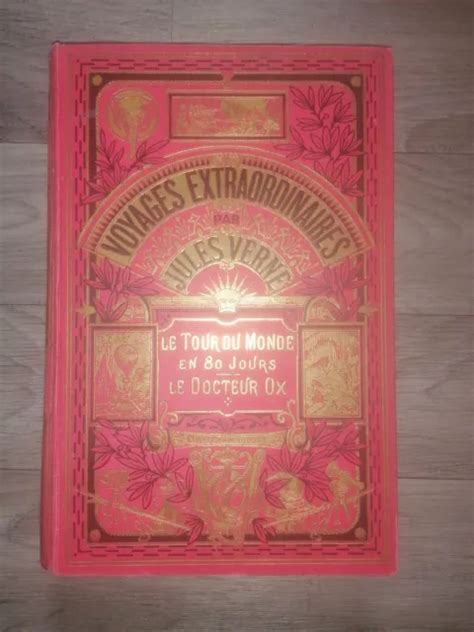 VOYAGES EXTRAORDINAIRES
PAR
JULES VERNE
LE TOUR DU MONDE
EN 80 JOURS
LE DOCTEUR OX